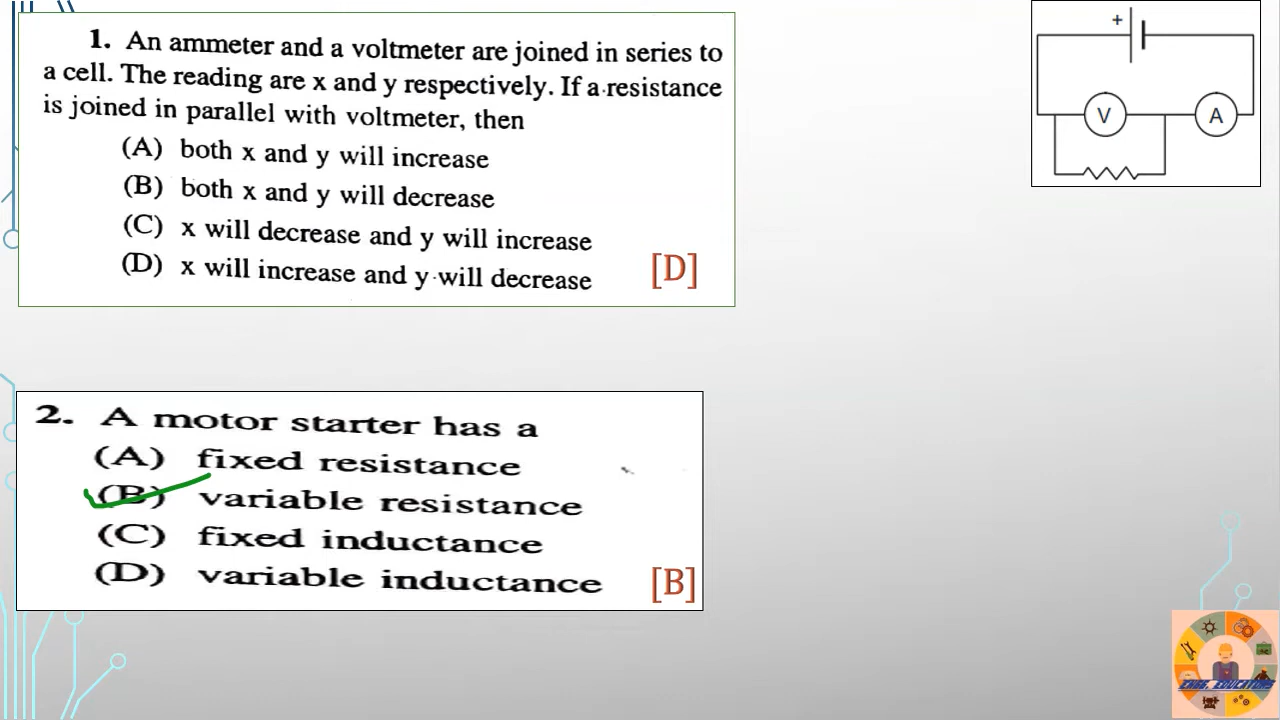 1. An ammeter and a voltmeter are joined in series to
a cell. The reading are x and y respectively. If a resistance
is joined in parallel with voltmeter, then
(A) both x and y will increase
(B) both x and y will decrease
(C) x will decrease and y will increase
(D) x will increase and y will decrease [D]
+
V A
2. A motor starter has a
(A) fixed resistance
(B) variable resistance
(C) fixed inductance
(D) variable inductance [B]
ENGG. EDUCATORS